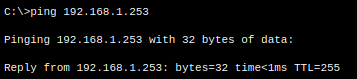 C:\>ping 192.168.1.253
Pinging 192.168.1.253 with 32 bytes of data:
Reply from 192.168.1.253: bytes=32 time<1ms TTL=255